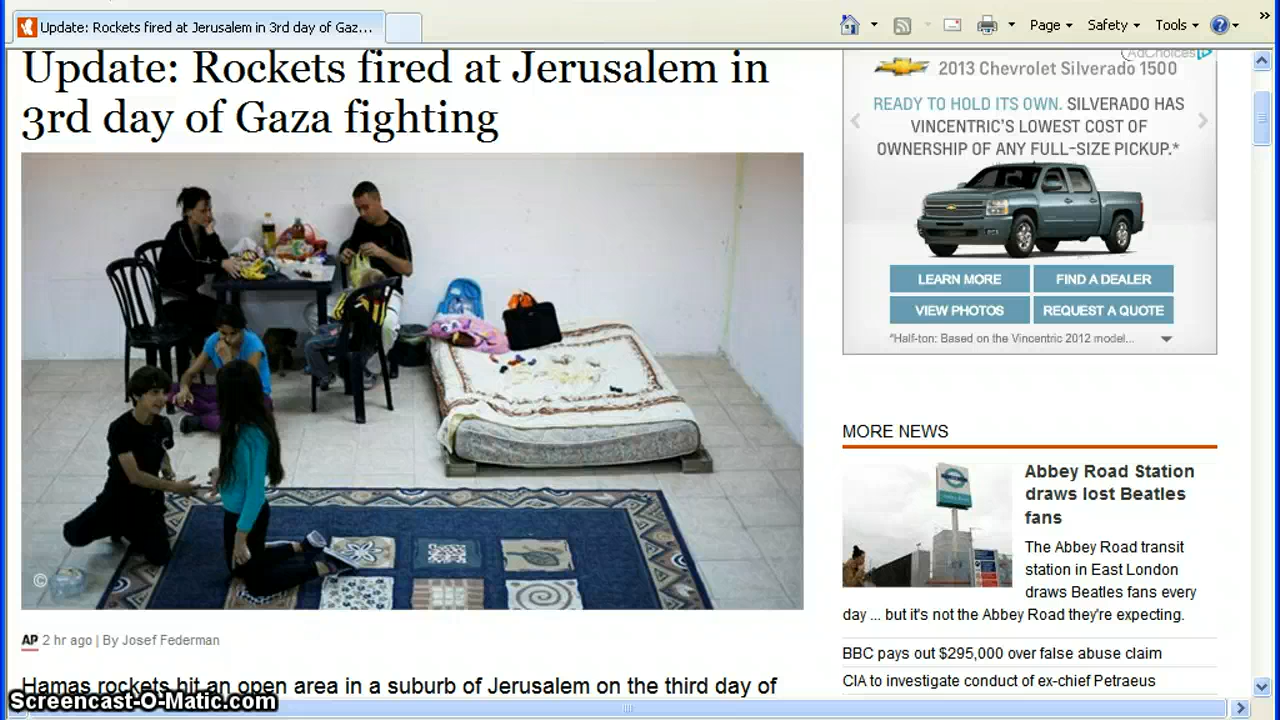 Update: Rockets fired at Jerusalem in 3rd day of Gaz...
Page
Safety
Tools
Update: Rockets fired at Jerusalem in
3rd day of Gaza fighting
AdChoices
2013 Chevrolet Silverado 1500
READY TO HOLD ITS OWN. SILVERADO HAS
VINCENTRIC'S LOWEST COST OF
OWNERSHIP OF ANY FULL-SIZE PICKUP.*
LEARN MORE
FIND A DEALER
VIEW PHOTOS
REQUEST A QUOTE
*Half-ton: Based on the Vincentric 2012 model...
©
AP 2 hr ago | By Josef Federman
Hamas rockets hit an open area in a suburb of Jerusalem on the third day of
MORE NEWS
Abbey Road Station
draws lost Beatles
fans
The Abbey Road transit
station in East London
draws Beatles fans every
day ... but it's not the Abbey Road they're expecting.
BBC pays out $295,000 over false abuse claim
CIA to investigate conduct of ex-chief Petraeus
Screencast-O-Matic.com